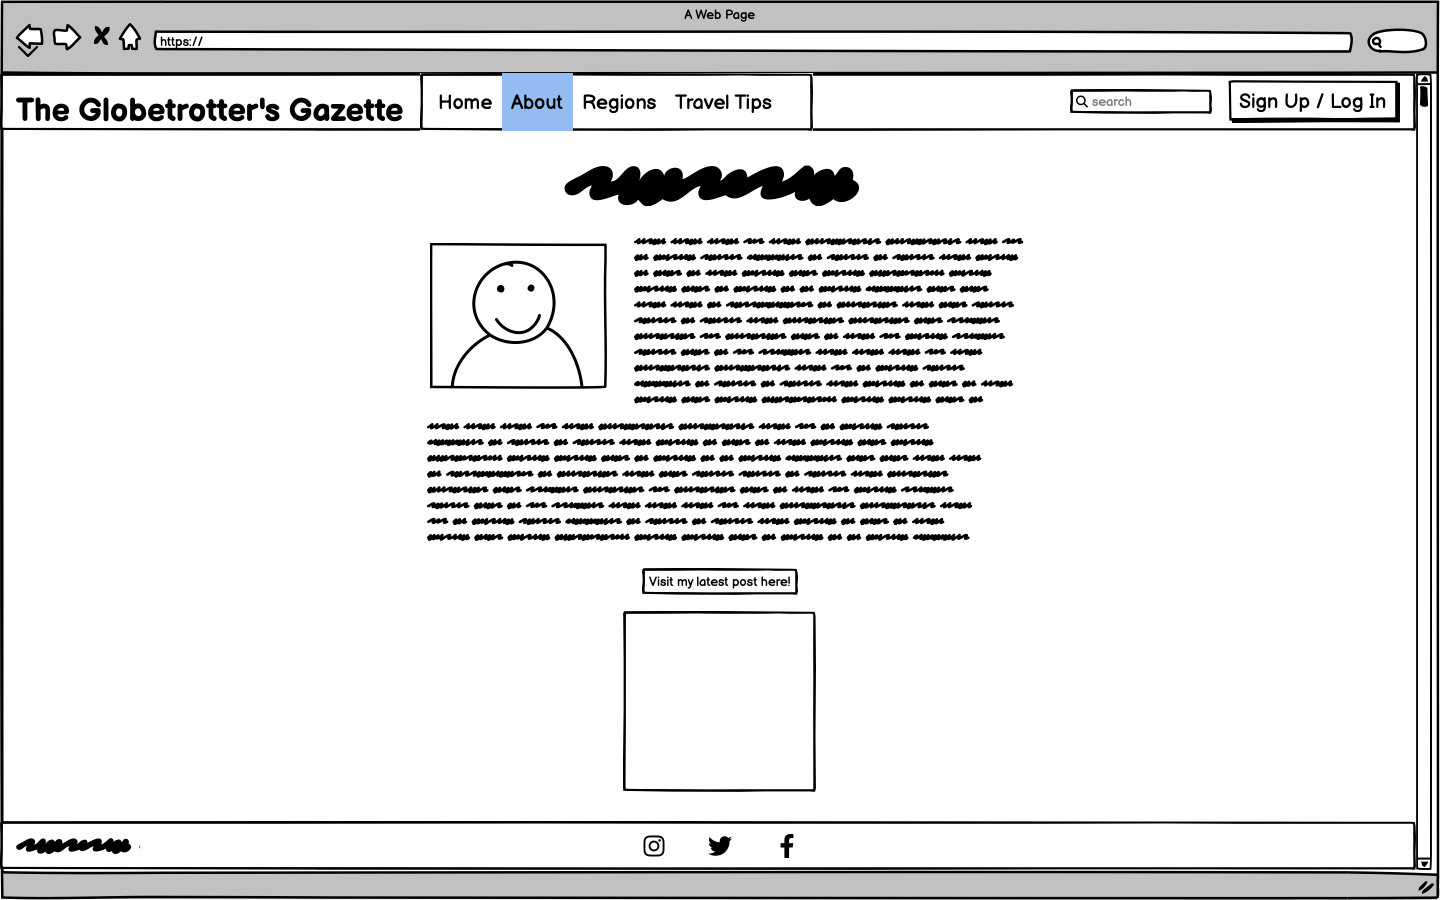 A Web Page
https://
The Globetrotter's Gazette
Home About Regions Travel Tips
search
Sign Up / Log In
Visit my latest post here!